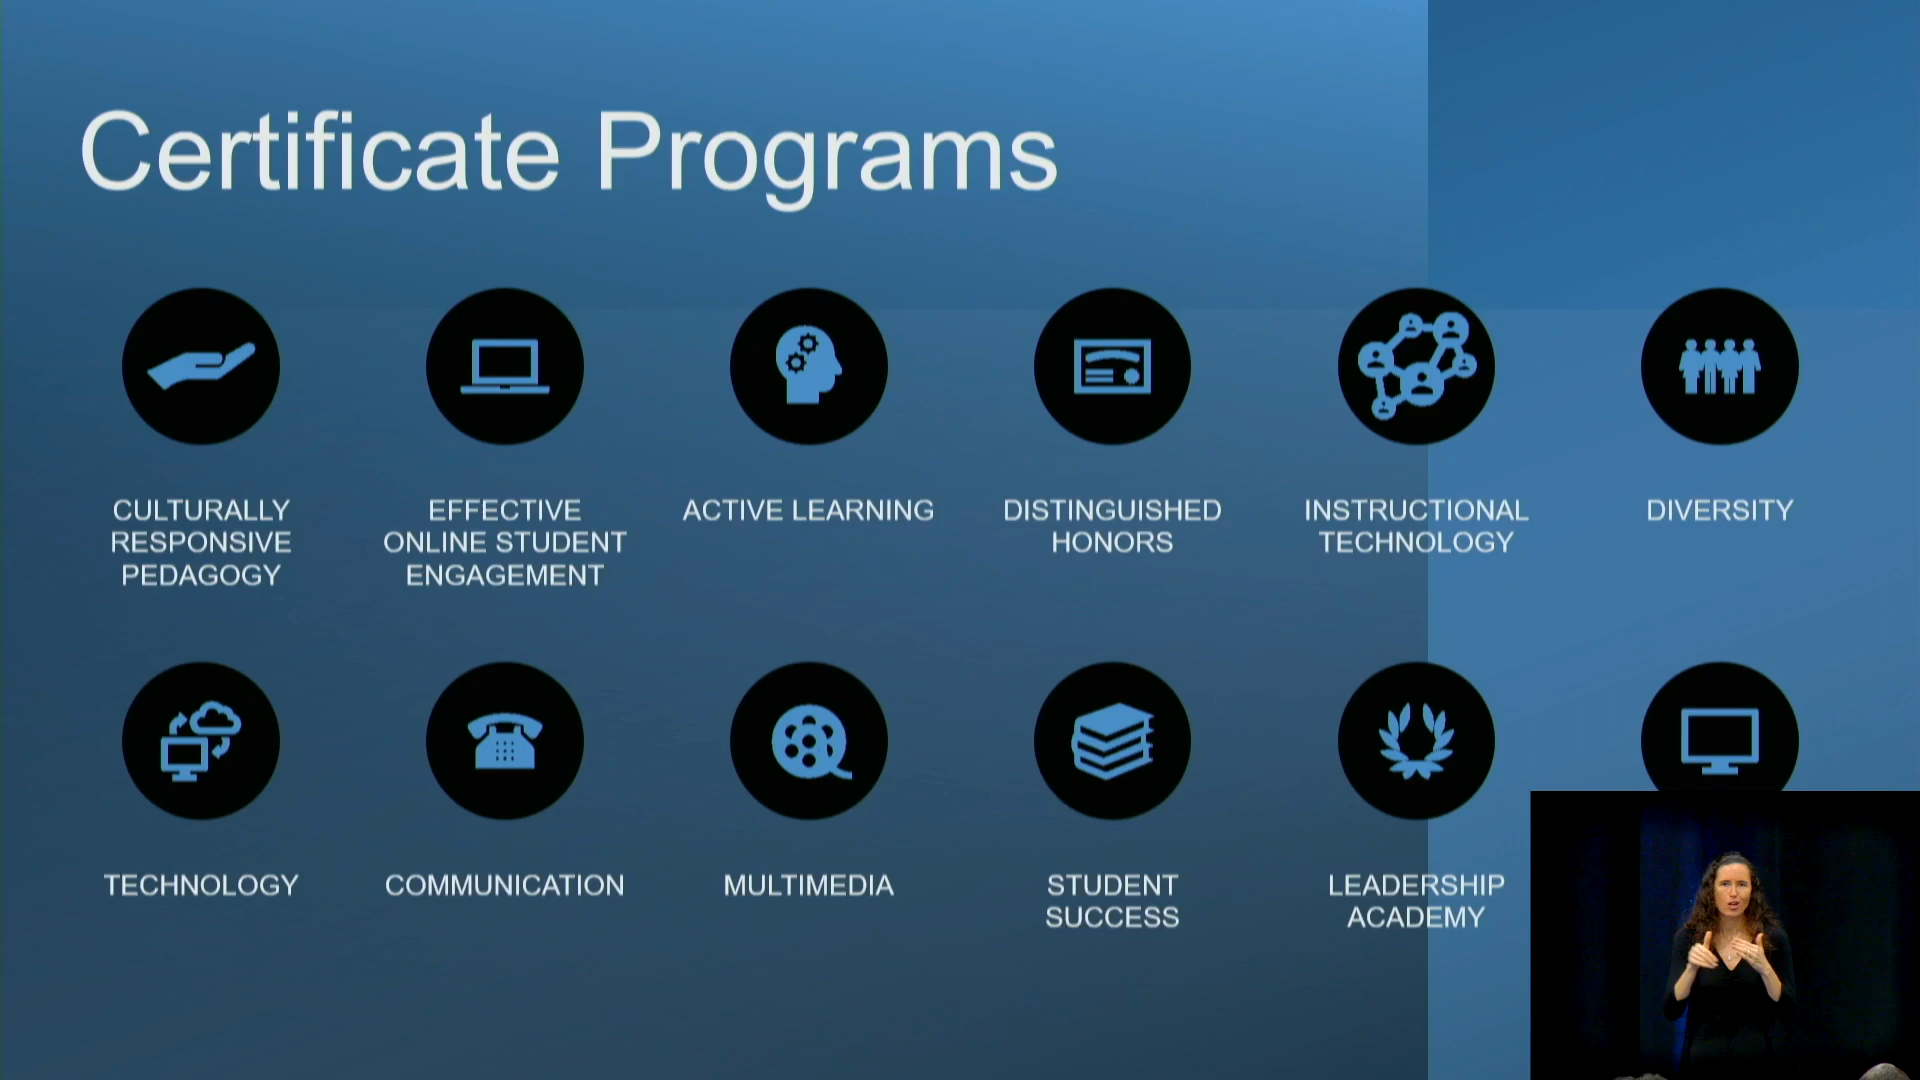 Certificate Programs
CULTURALLY
RESPONSIVE
PEDAGOGY
EFFECTIVE
ONLINE STUDENT
ENGAGEMENT
ACTIVE LEARNING
DISTINGUISHED
HONORS
INSTRUCTIONAL
TECHNOLOGY
DIVERSITY
TECHNOLOGY
COMMUNICATION
MULTIMEDIA
STUDENT
SUCCESS
LEADERSHIP
ACADEMY